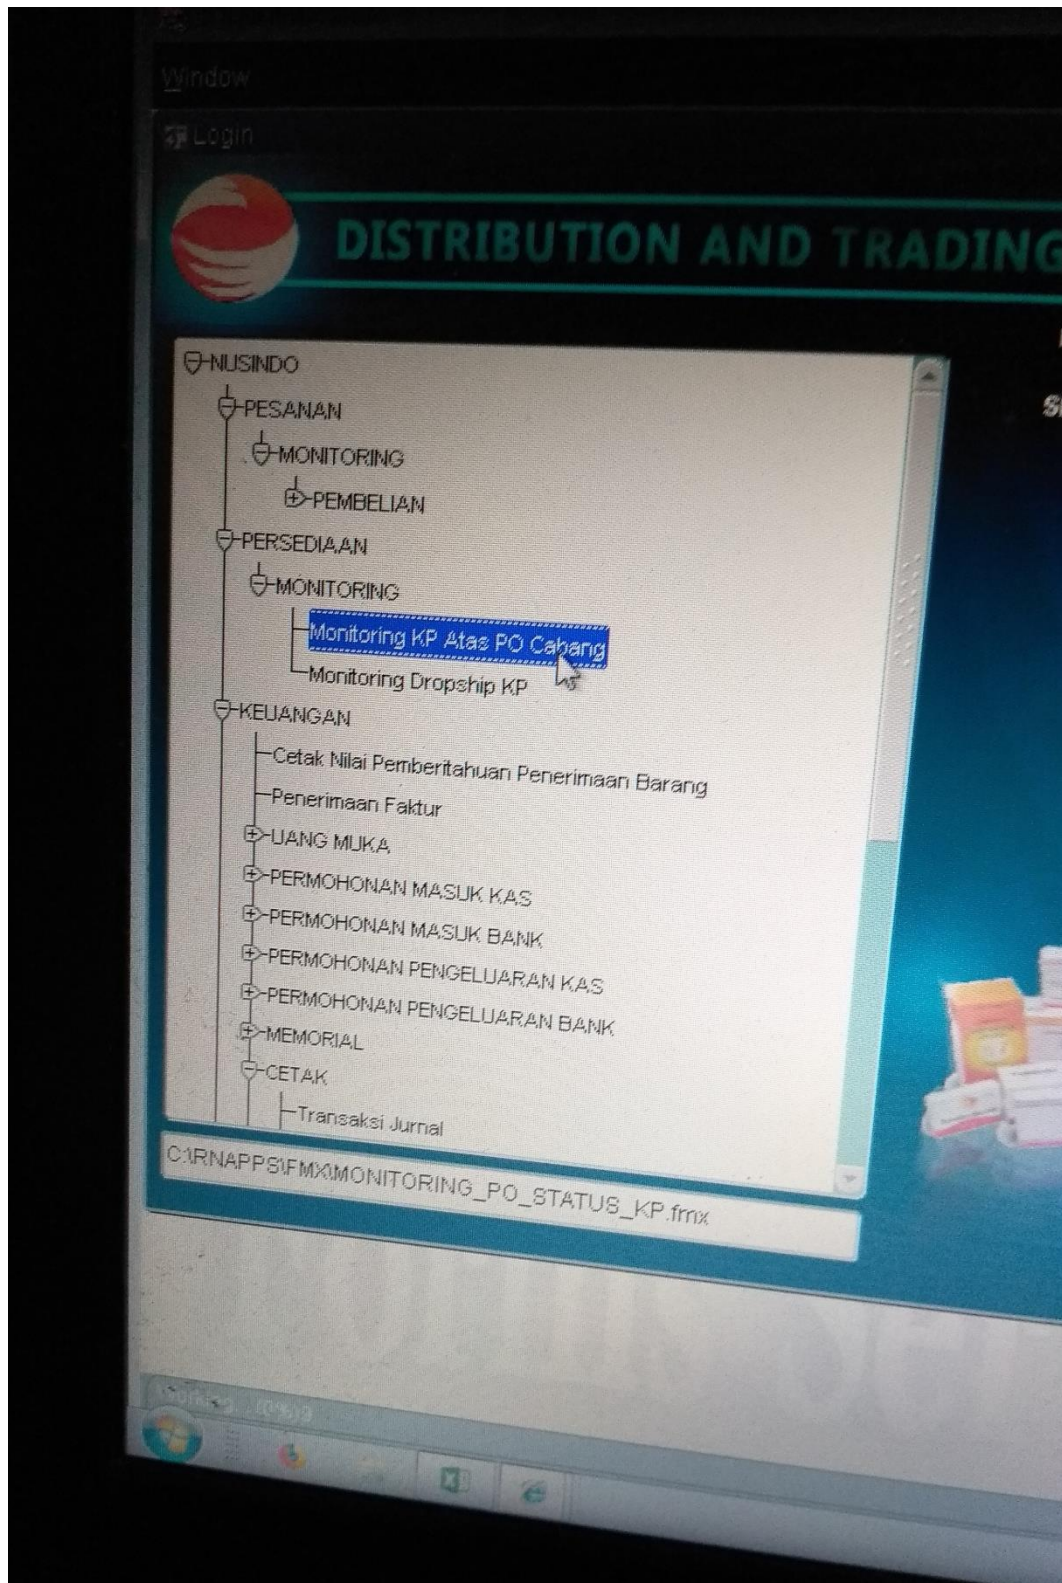 Window
Login
DISTRIBUTION AND TRADING
NUSINDO
PESANAN
MONITORING
PEMBELIAN
PERSEDIAAN
MONITORING
Monitoring KP Atas PO Cabang
Monitoring Dropship KP
KEUANGAN
Cetak Nilai Pemberitahuan Penerimaan Barang
Penerimaan Faktur
UANG MUKA
PERMOHONAN MASUK KAS
PERMOHONAN MASUK BANK
PERMOHONAN PENGELUARAN KAS
PERMOHONAN PENGELUARAN BANK
MEMORIAL
CETAK
Transaksi Jurnal
C:\RNAPPS\FMX\MONITORING_PO_STATUS_KP.fmx